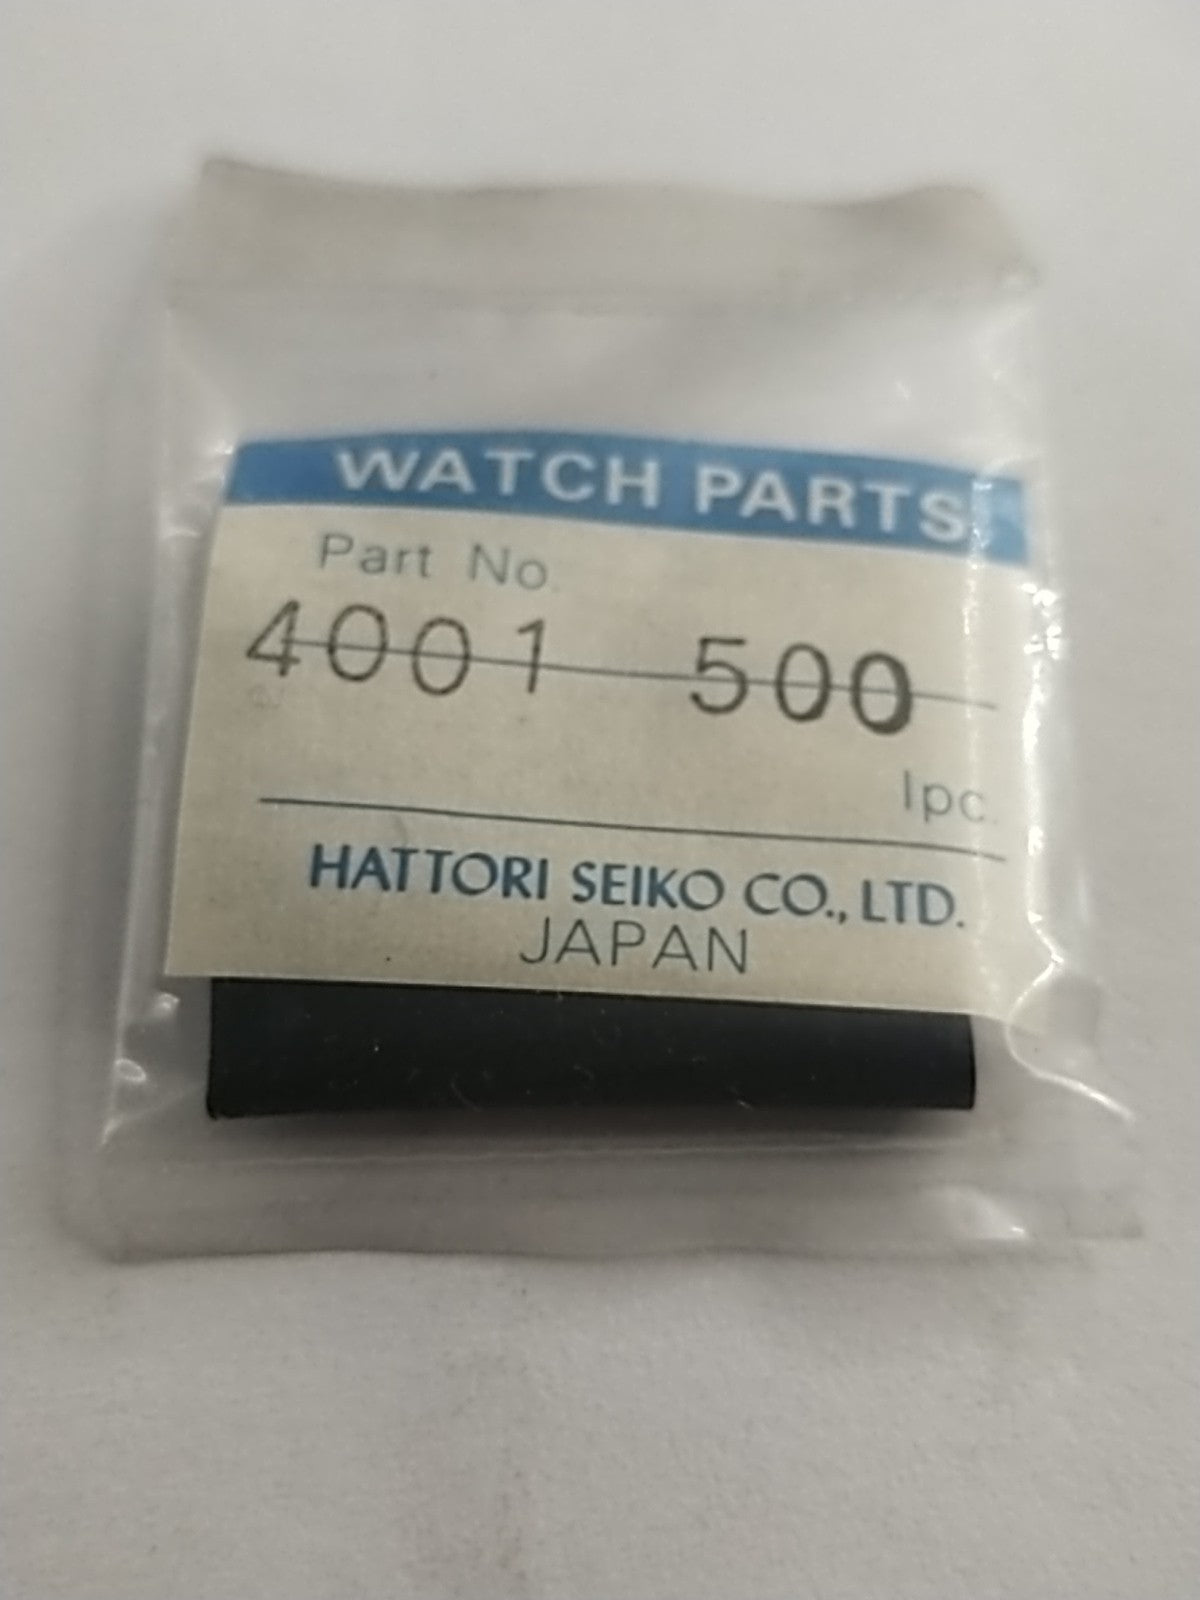 WATCH PARTS
Part No.
4001 500
1pc.
HATTORI SEIKO CO., LTD.
JAPAN